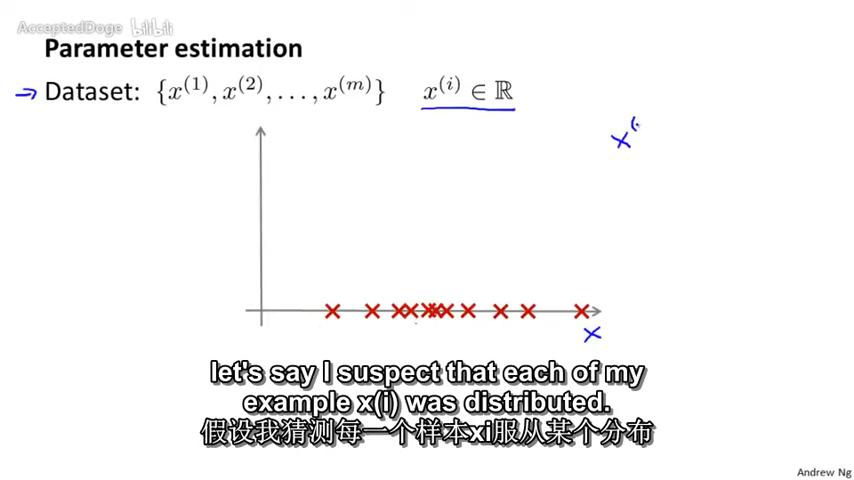 AcceptedDoge bilibili
Parameter estimation
→ Dataset: {x^(1), x^(2), . . . , x^(m)} x^(i) ∈ ℝ
x^(
x
let's say I suspect that each of my
example x(i) was distributed.
假设我猜测每一个样本xi服从某个分布
Andrew Ng